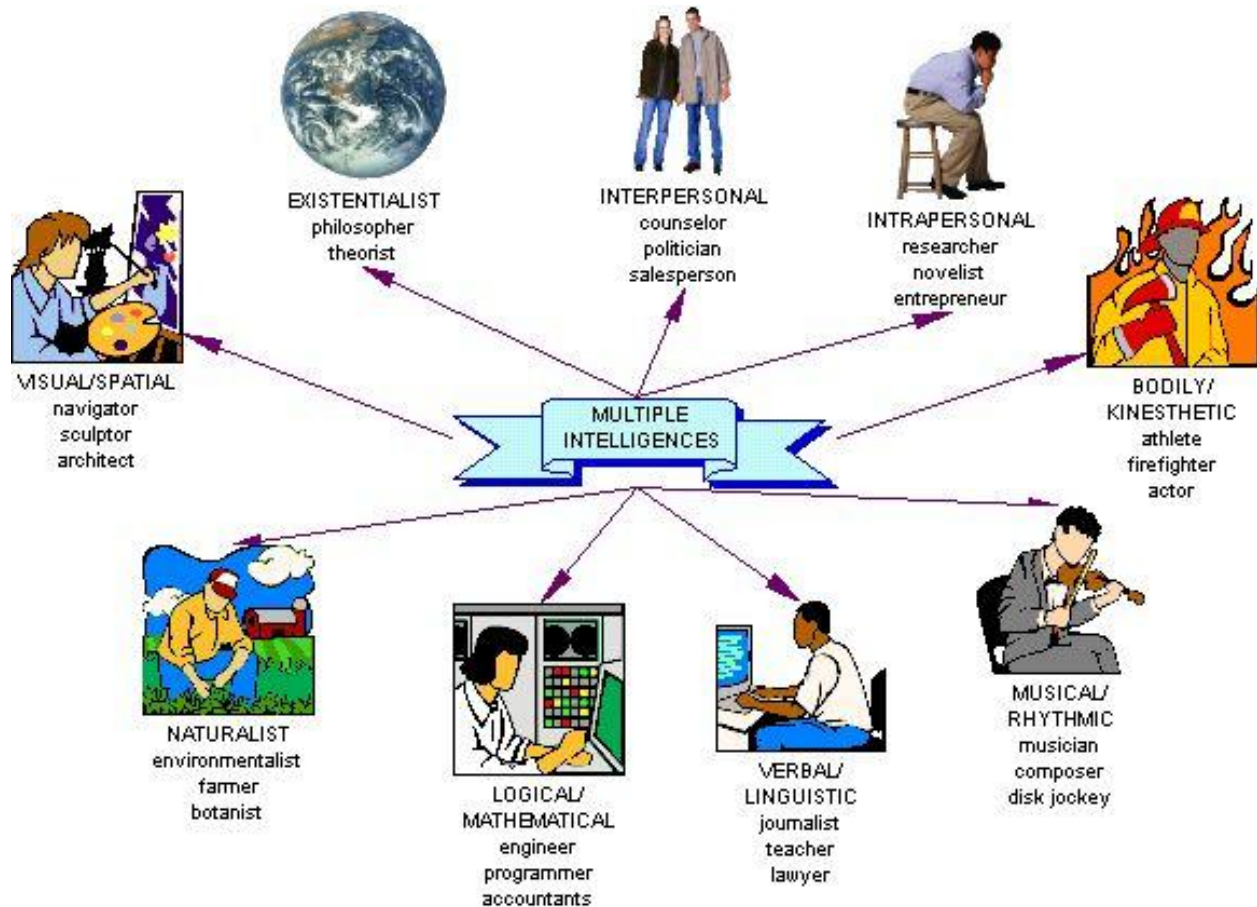 EXISTENTIALIST
philosopher
theorist
INTERPERSONAL
counselor
politician
salesperson
INTRAPERSONAL
researcher
novelist
entrepreneur
VISUAL/SPATIAL
navigator
sculptor
architect
MULTIPLE
INTELLIGENCES
BODILY/
KINESTHETIC
athlete
firefighter
actor
NATURALIST
environmentalist
farmer
botanist
LOGICAL/
MATHEMATICAL
engineer
programmer
accountants
VERBAL/
LINGUISTIC
journalist
teacher
lawyer
MUSICAL/
RHYTHMIC
musician
composer
disk jockey